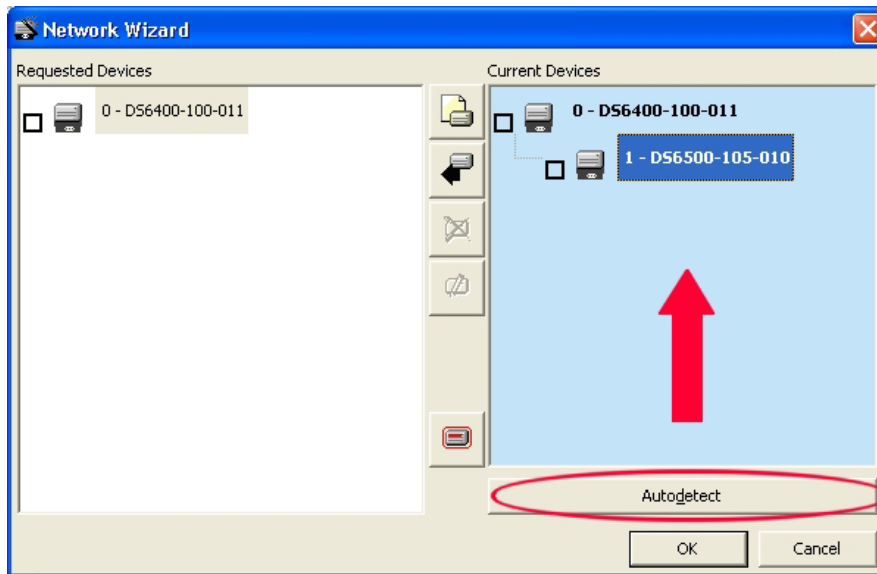 Network Wizard
Requested Devices
0 - DS6400-100-011
Current Devices
0 - DS6400-100-011
1 - DS6500-105-010
Autodetect
OK
Cancel